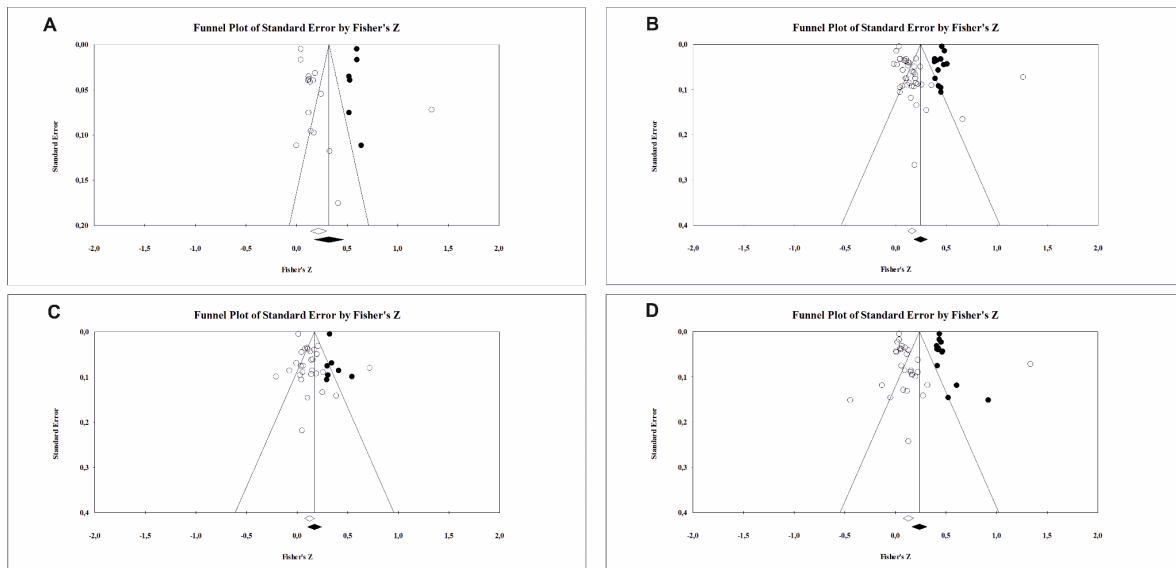 A
Funnel Plot of Standard Error by Fisher's Z
0,00
0,05
0,10
0,15
0,20
Standard Error
-2,0 -1,5 -1,0 -0,5 0,0 0,5 1,0 1,5 2,0
Fisher's Z
B
Funnel Plot of Standard Error by Fisher's Z
0,0
0,1
0,2
0,3
0,4
Standard Error
-2,0 -1,5 -1,0 -0,5 0,0 0,5 1,0 1,5 2,0
Fisher's Z
C
Funnel Plot of Standard Error by Fisher's Z
0,0
0,1
0,2
0,3
0,4
Standard Error
-2,0 -1,5 -1,0 -0,5 0,0 0,5 1,0 1,5 2,0
Fisher's Z
D
Funnel Plot of Standard Error by Fisher's Z
0,0
0,1
0,2
0,3
0,4
Standard Error
-2,0 -1,5 -1,0 -0,5 0,0 0,5 1,0 1,5 2,0
Fisher's Z